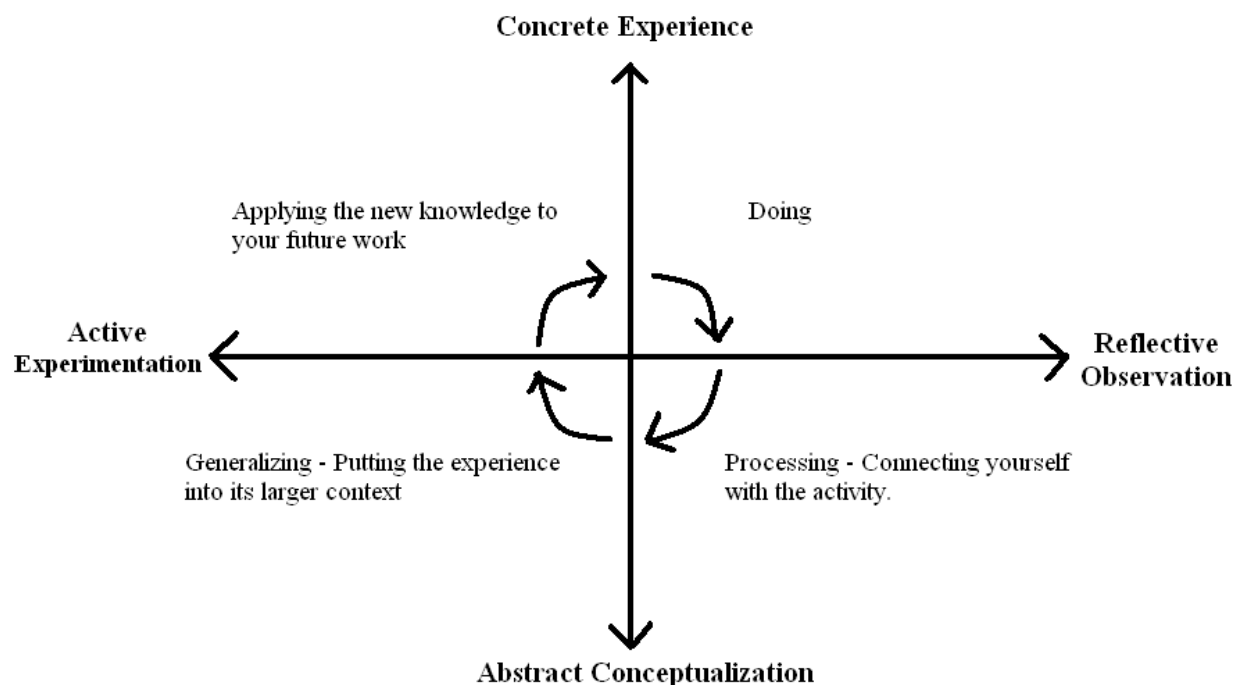 Concrete Experience
Applying the new knowledge to
your future work
Doing
Active
Experimentation
Reflective
Observation
Generalizing - Putting the experience
into its larger context
Processing - Connecting yourself
with the activity.
Abstract Conceptualization